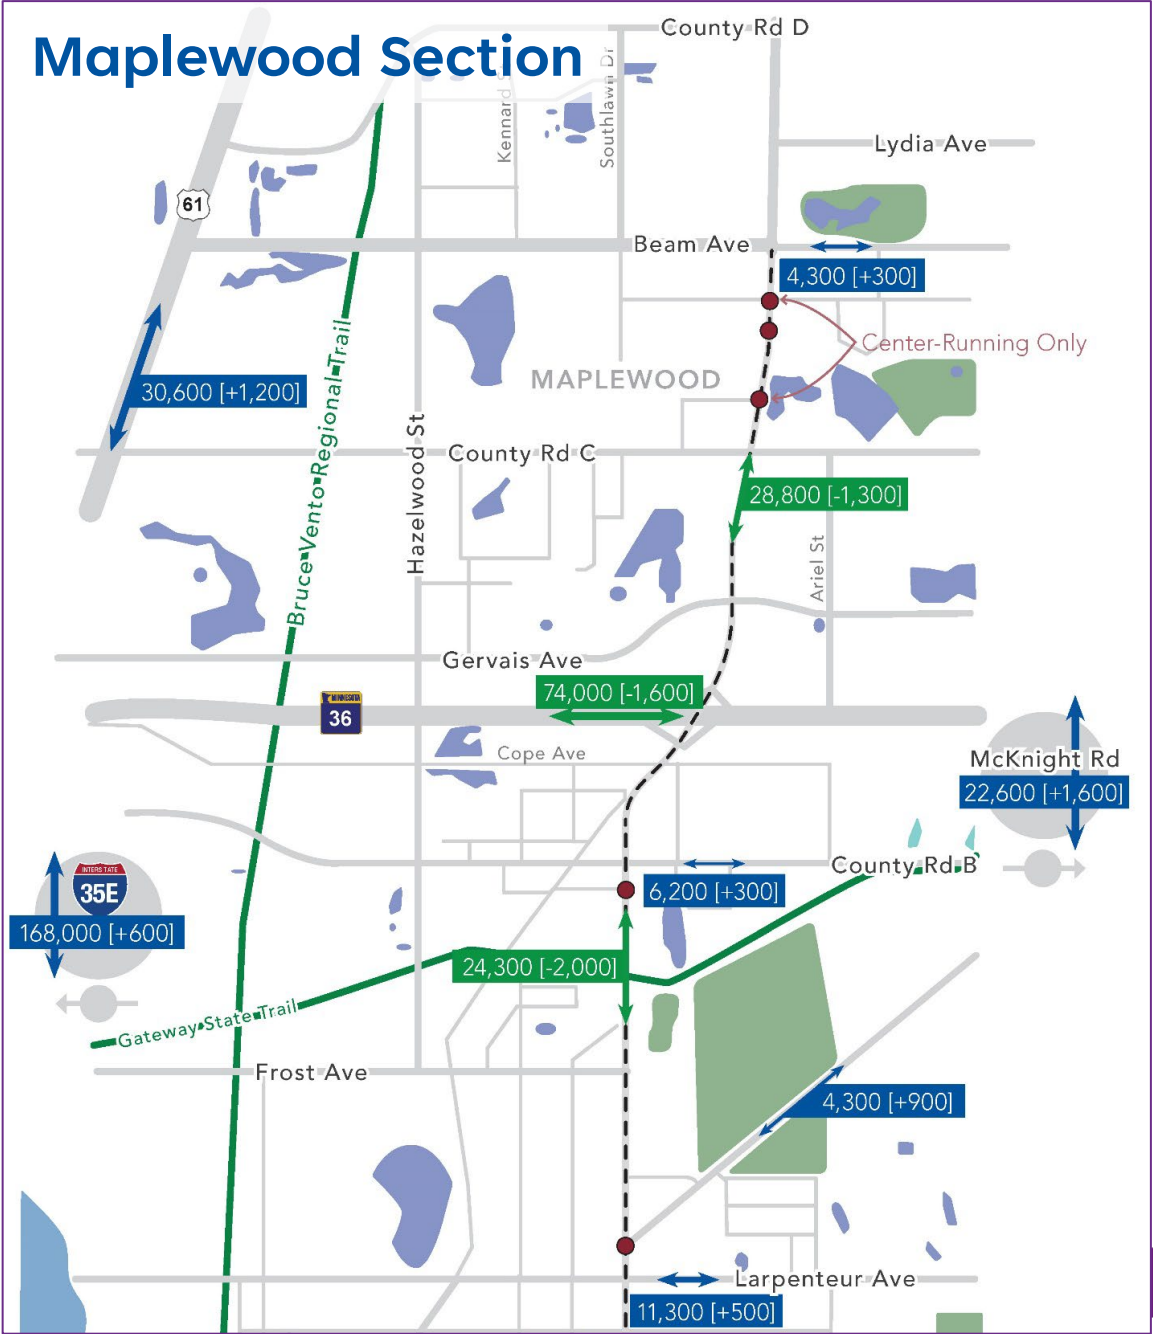 Maplewood Section
County Rd D
Kennard St
Southlawn Dr
Lydia Ave
61
Beam Ave
4,300 [+300]
Center-Running Only
MAPLEWOOD
30,600 [+1,200]
Bruce Vento Regional Trail
Hazelwood St
County Rd C
28,800 [-1,300]
Ariel St
Gervais Ave
74,000 [-1,600]
MINNESOTA
36
Cope Ave
McKnight Rd
22,600 [+1,600]
County Rd B
INTERSTATE
35E
6,200 [+300]
168,000 [+600]
24,300 [-2,000]
Gateway State Trail
Frost Ave
4,300 [+900]
Larpenteur Ave
11,300 [+500]